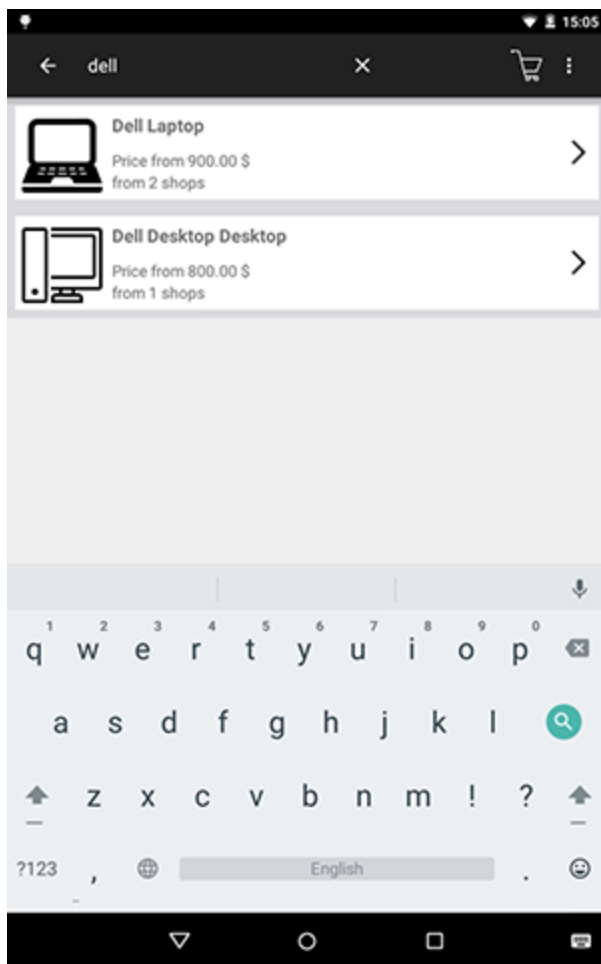 15:05
dell
Dell Laptop
Price from 900.00 $
from 2 shops
Dell Desktop Desktop
Price from 800.00 $
from 1 shops
1 2 3 4 5 6 7 8 9 0
q w e r t y u i o p
a s d f g h j k l
z x c v b n m ! ?
?123 , English .